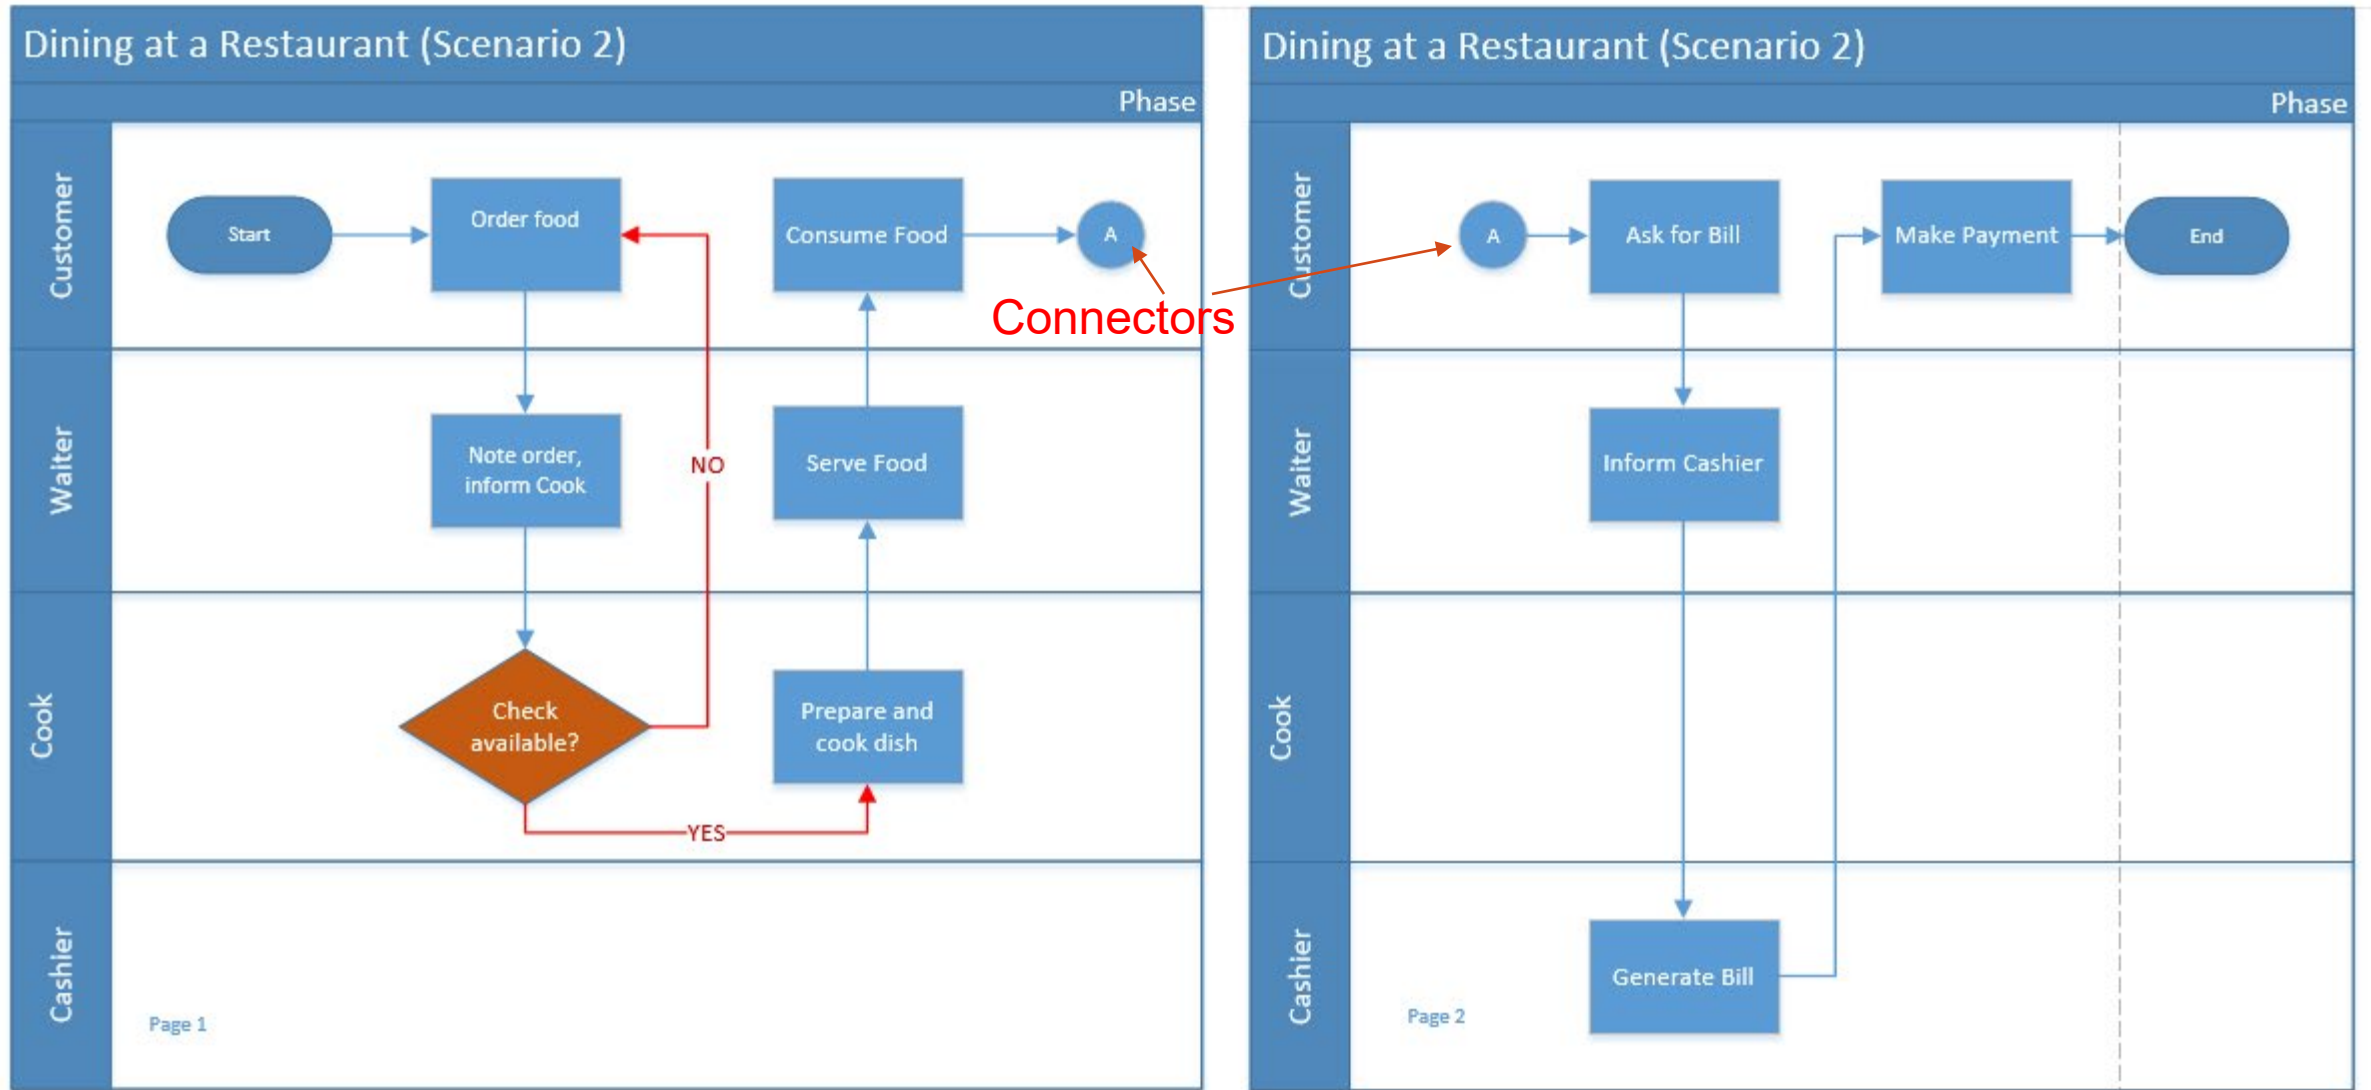 Dining at a Restaurant (Scenario 2)
Phase
Customer
Start
Order food
Consume Food
A
Waiter
Note order,
inform Cook
NO
Serve Food
Cook
Check
available?
Prepare and
cook dish
YES
Cashier
Page 1
Connectors
Dining at a Restaurant (Scenario 2)
Phase
Customer
A
Ask for Bill
Make Payment
End
Waiter
Inform Cashier
Cook
Cashier
Generate Bill
Page 2